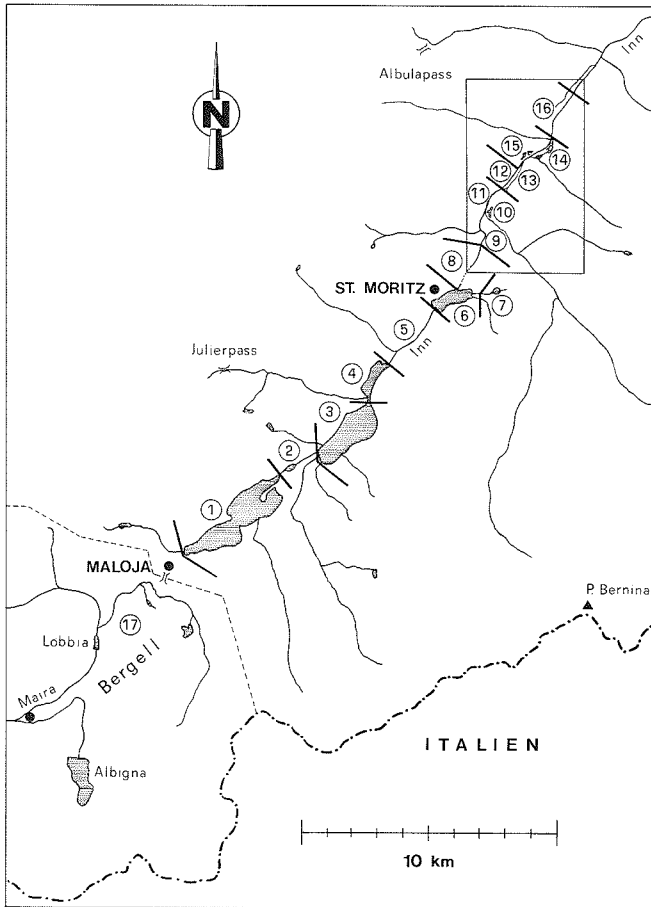 Inn
Albulapass
N
16
15
14
12
13
11
10
9
8
ST. MORITZ
7
6
5
Inn
Julierpass
4
3
2
1
MALOJA
P. Bernina
17
Lobbia
Bergell
Maira
ITALIEN
Albigna
10 km